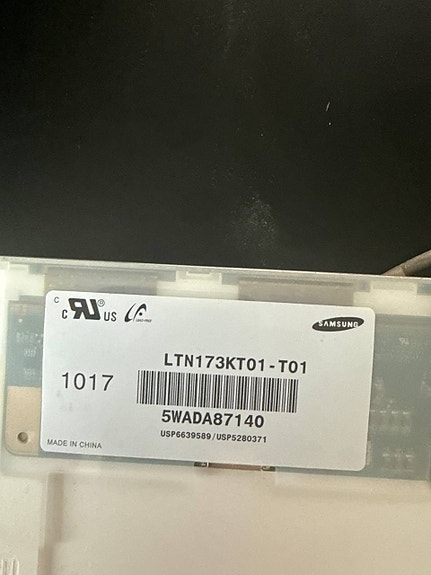 C
c RU® US
SAMSUNG
LTN173KT01-T01
1017
5WADA87140
USP6639589/USP5280371
MADE IN CHINA